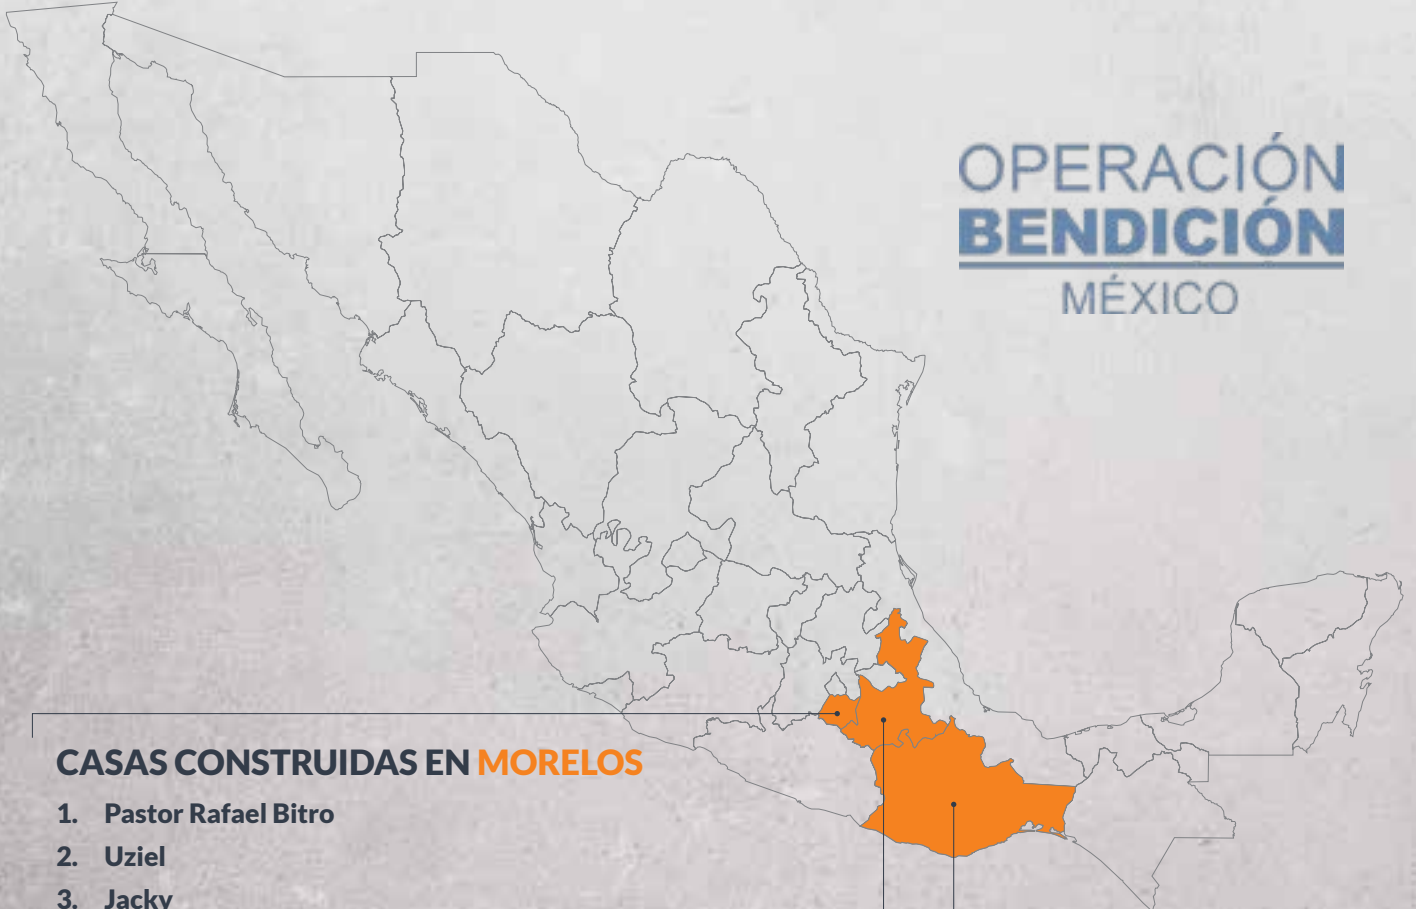 OPERACIÓN
BENDICIÓN
MÉXICO
CASAS CONSTRUIDAS EN MORELOS
1. Pastor Rafael Bitro
2. Uziel
3. Jacky